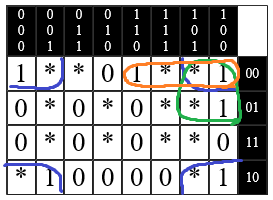 0 0 0 0 1 1 1 1
0 0 1 1 1 1 0 0
0 1 1 0 0 1 1 0
1 * * 0 1 * * 1 00
0 * 0 * 0 * * 1 01
0 * 0 * 0 * * 0 11
* 1 0 0 0 0 * 1 10